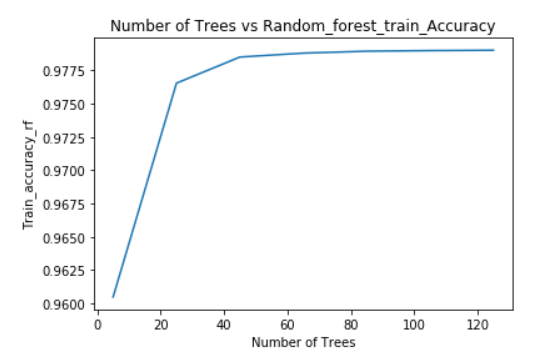 Number of Trees vs Random_forest_train_Accuracy
Train_accuracy_rf
0.9775
0.9750
0.9725
0.9700
0.9675
0.9650
0.9625
0.9600
0 20 40 60 80 100 120
Number of Trees